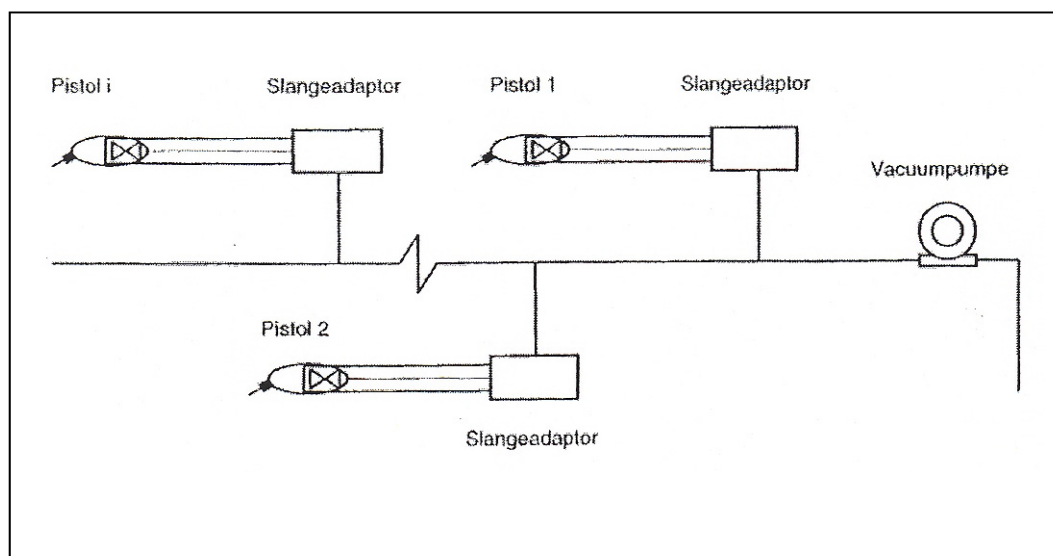 Pistol i
Slangeadaptor
Pistol 1
Slangeadaptor
Vacuumpumpe
Pistol 2
Slangeadaptor